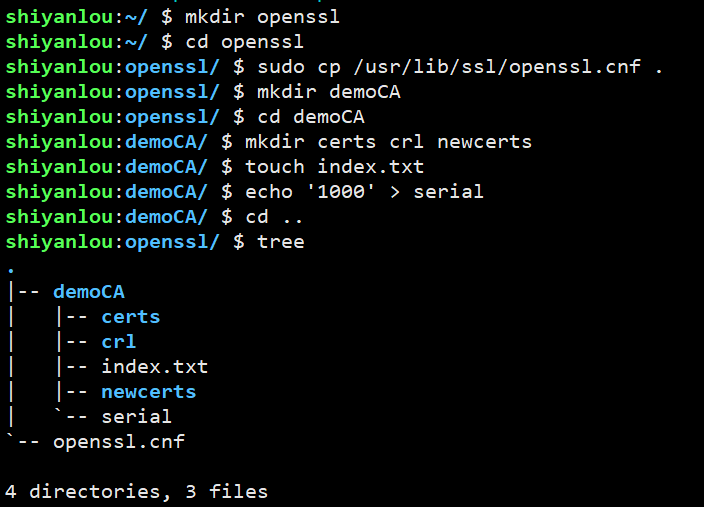 shiyanlou:~/ $ mkdir openssl
shiyanlou:~/ $ cd openssl
shiyanlou:openssl/ $ sudo cp /usr/lib/ssl/openssl.cnf .
shiyanlou:openssl/ $ mkdir demoCA
shiyanlou:openssl/ $ cd demoCA
shiyanlou:demoCA/ $ mkdir certs crl newcerts
shiyanlou:demoCA/ $ touch index.txt
shiyanlou:demoCA/ $ echo '1000' > serial
shiyanlou:demoCA/ $ cd ..
shiyanlou:openssl/ $ tree
.
|-- demoCA
|   |-- certs
|   |-- crl
|   |-- index.txt
|   |-- newcerts
|   `-- serial
`-- openssl.cnf

4 directories, 3 files